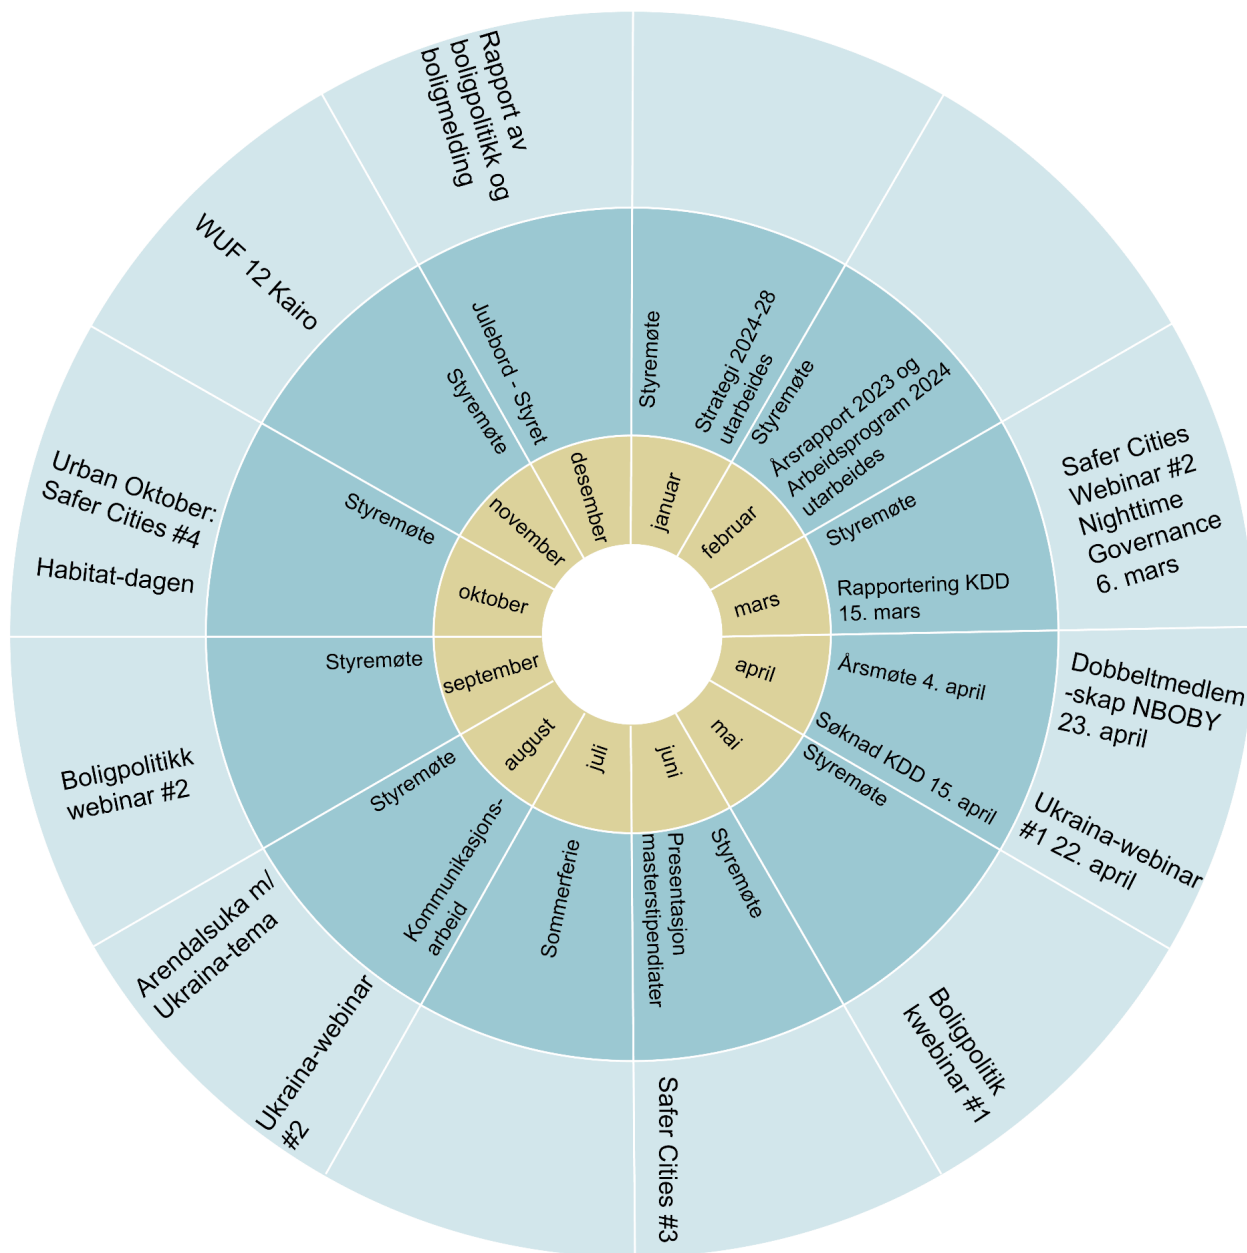 januar
Styremøte
Strategi 2024-28
utarbeides
februar
Styremøte
Årsrapport 2023 og
Arbeidsprogram 2024
utarbeides
mars
Styremøte
Rapportering KDD
15. mars
Safer Cities
Webinar #2
Nighttime
Governance
6. mars
april
Årsmøte 4. april
Søknad KDD 15. april
Dobbeltmedlem
-skap NBOBY
23. april
Ukraina-webinar
#1 22. april
mai
Styremøte
Boligpolitik
kwebinar #1
juni
Styremøte
Presentasjon
masterstipendiater
Safer Cities #3
juli
Sommerferie
august
Styremøte
Kommunikasjons-
arbeid
Arendalsuka m/
Ukraina-tema
Ukraina-webinar
#2
september
Styremøte
Boligpolitikk
webinar #2
oktober
Styremøte
Urban Oktober:
Safer Cities #4
Habitat-dagen
november
Styremøte
WUF 12 Kairo
desember
Julebord - Styret
Rapport av
boligpolitikk og
boligmelding